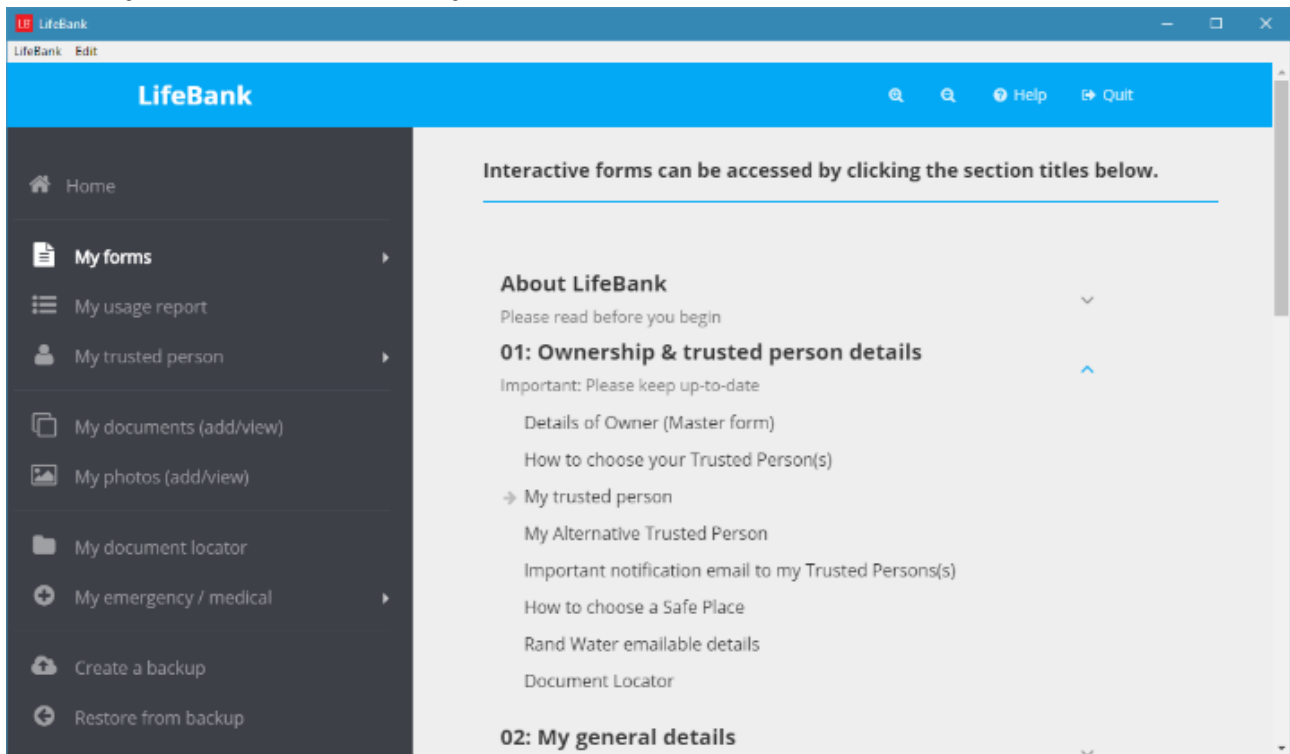 LB LifeBank
LifeBank Edit
LifeBank
Help Quit
Home
My forms
My usage report
My trusted person
My documents (add/view)
My photos (add/view)
My document locator
My emergency / medical
Create a backup
Restore from backup
Interactive forms can be accessed by clicking the section titles below.
About LifeBank
Please read before you begin
01: Ownership & trusted person details
Important: Please keep up-to-date
Details of Owner (Master form)
How to choose your Trusted Person(s)
My trusted person
My Alternative Trusted Person
Important notification email to my Trusted Persons(s)
How to choose a Safe Place
Rand Water emailable details
Document Locator
02: My general details